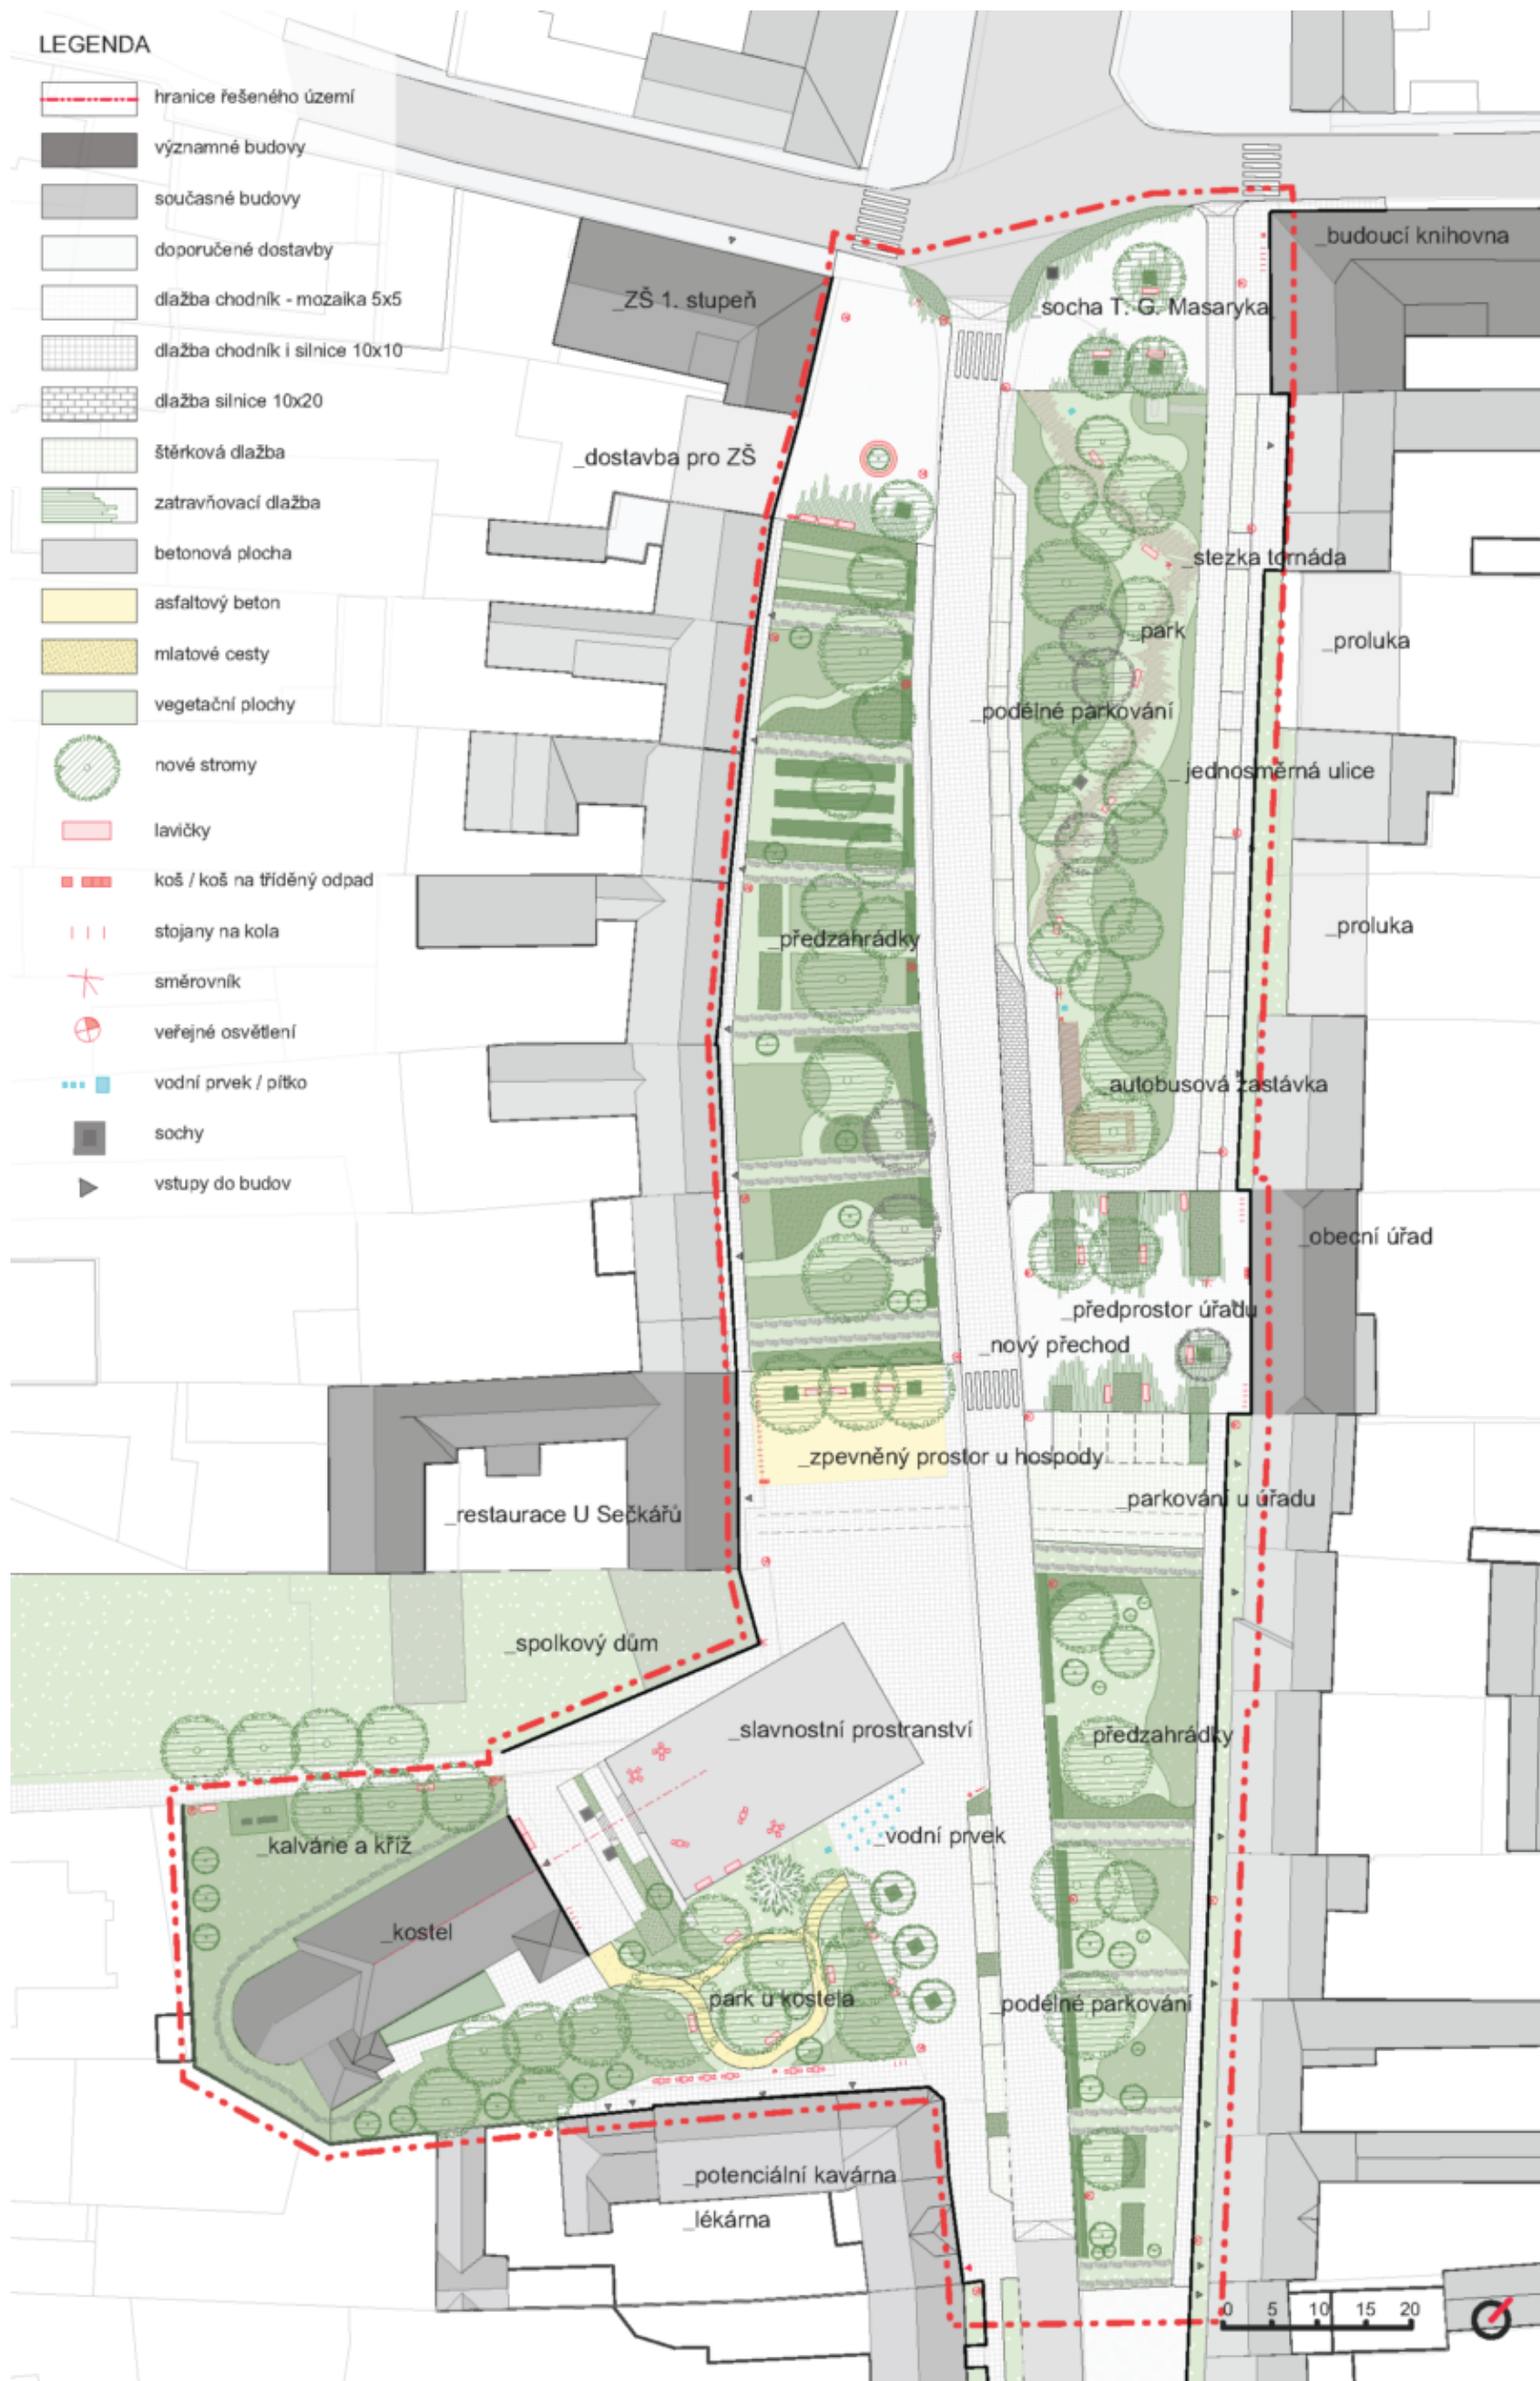 LEGENDA
hranice řešeného území
významné budovy
současné budovy
doporučené dostavby
dlažba chodník - mozaika 5x5
dlažba chodník i silnice 10x10
dlažba silnice 10x20
štěrková dlažba
zatravňovací dlažba
betonová plocha
asfaltový beton
mlatové cesty
vegetační plochy
nové stromy
lavičky
koš / koš na tříděný odpad
stojany na kola
směrovník
veřejné osvětlení
vodní prvek / pítko
sochy
vstupy do budov
_budoucí knihovna
_ZŠ 1. stupeň
_socha T. G. Masaryka
_dostavba pro ZŠ
_stezka tornáda
_park
_proluka
_podélné parkování
_jednosměrná ulice
_proluka
_předzahrádky
autobusová zastávka
_obecní úřad
_předprostor úřadu
_nový přechod
_zpevněný prostor u hospody
_parkování u úřadu
_restaurace U Sečkářů
_spolkový dům
_slavnostní prostranství
předzahrádky
_vodní prvek
_kalvárie a kříž
_kostel
park u kostela
_podélné parkování
_potenciální kavárna
_lékárna
0 5 10 15 20